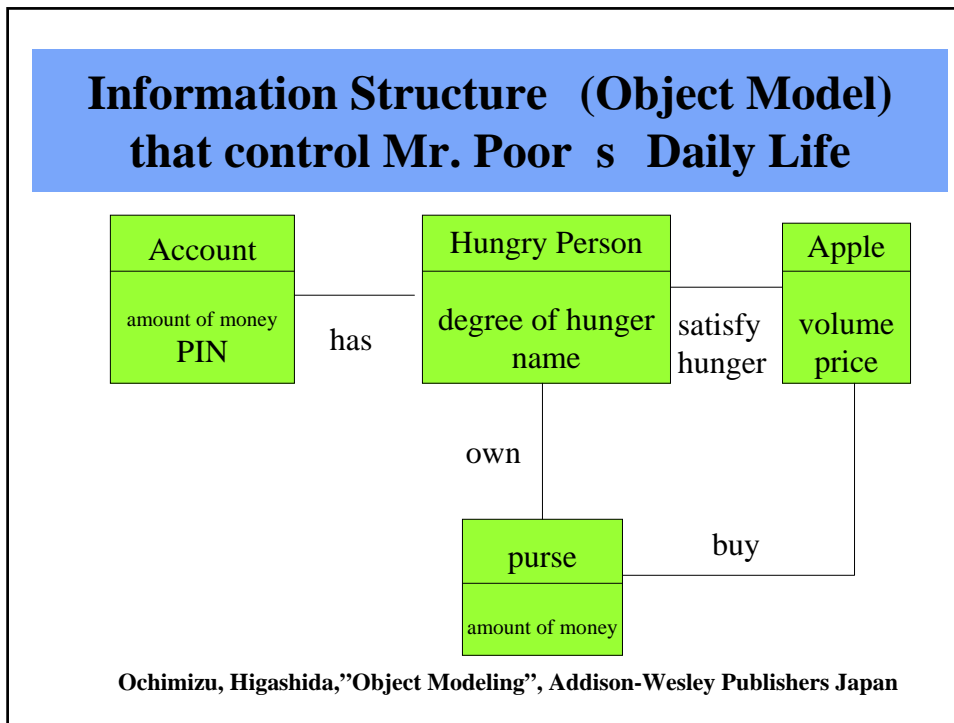 Information Structure (Object Model)
that control Mr. Poor s Daily Life
Account
amount of money
PIN
has
Hungry Person
degree of hunger
name
satisfy
hunger
Apple
volume
price
own
purse
amount of money
buy
Ochimizu, Higashida,”Object Modeling”, Addison-Wesley Publishers Japan